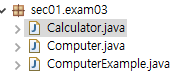 sec01.exam03
Calculator.java
Computer.java
ComputerExample.java